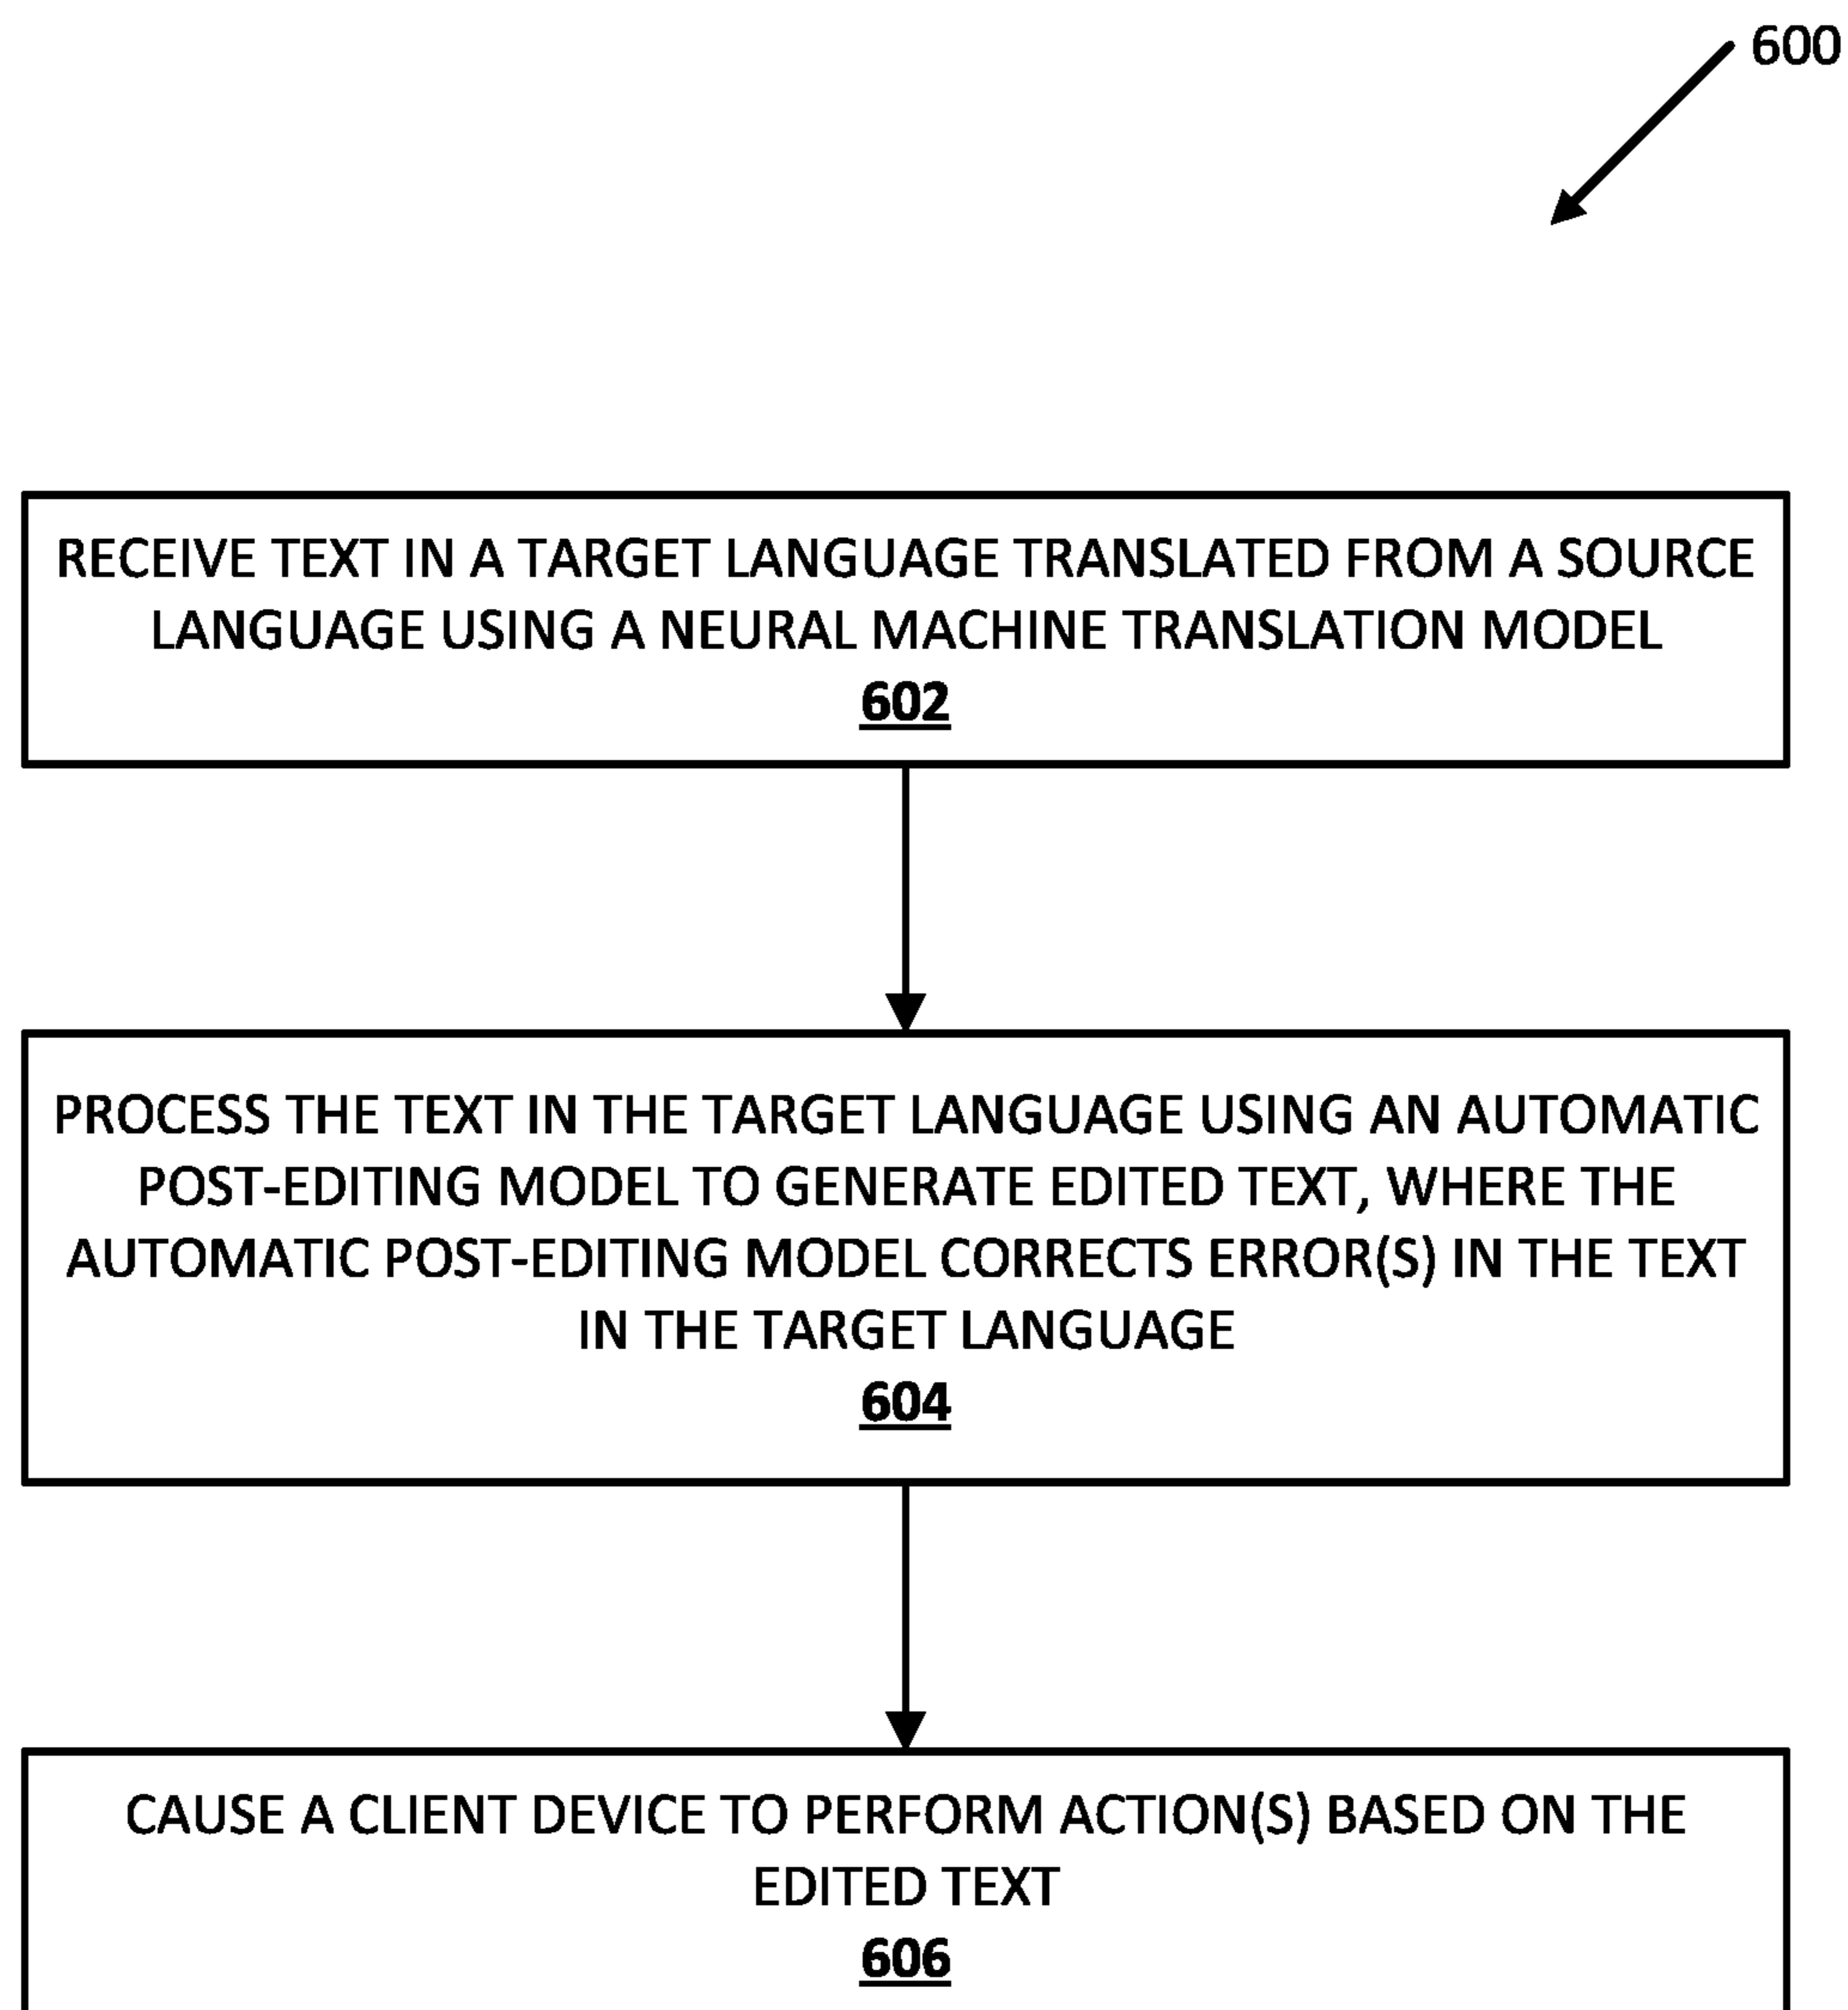 600
RECEIVE TEXT IN A TARGET LANGUAGE TRANSLATED FROM A SOURCE
LANGUAGE USING A NEURAL MACHINE TRANSLATION MODEL
602
PROCESS THE TEXT IN THE TARGET LANGUAGE USING AN AUTOMATIC
POST-EDITING MODEL TO GENERATE EDITED TEXT, WHERE THE
AUTOMATIC POST-EDITING MODEL CORRECTS ERROR(S) IN THE TEXT
IN THE TARGET LANGUAGE
604
CAUSE A CLIENT DEVICE TO PERFORM ACTION(S) BASED ON THE
EDITED TEXT
606